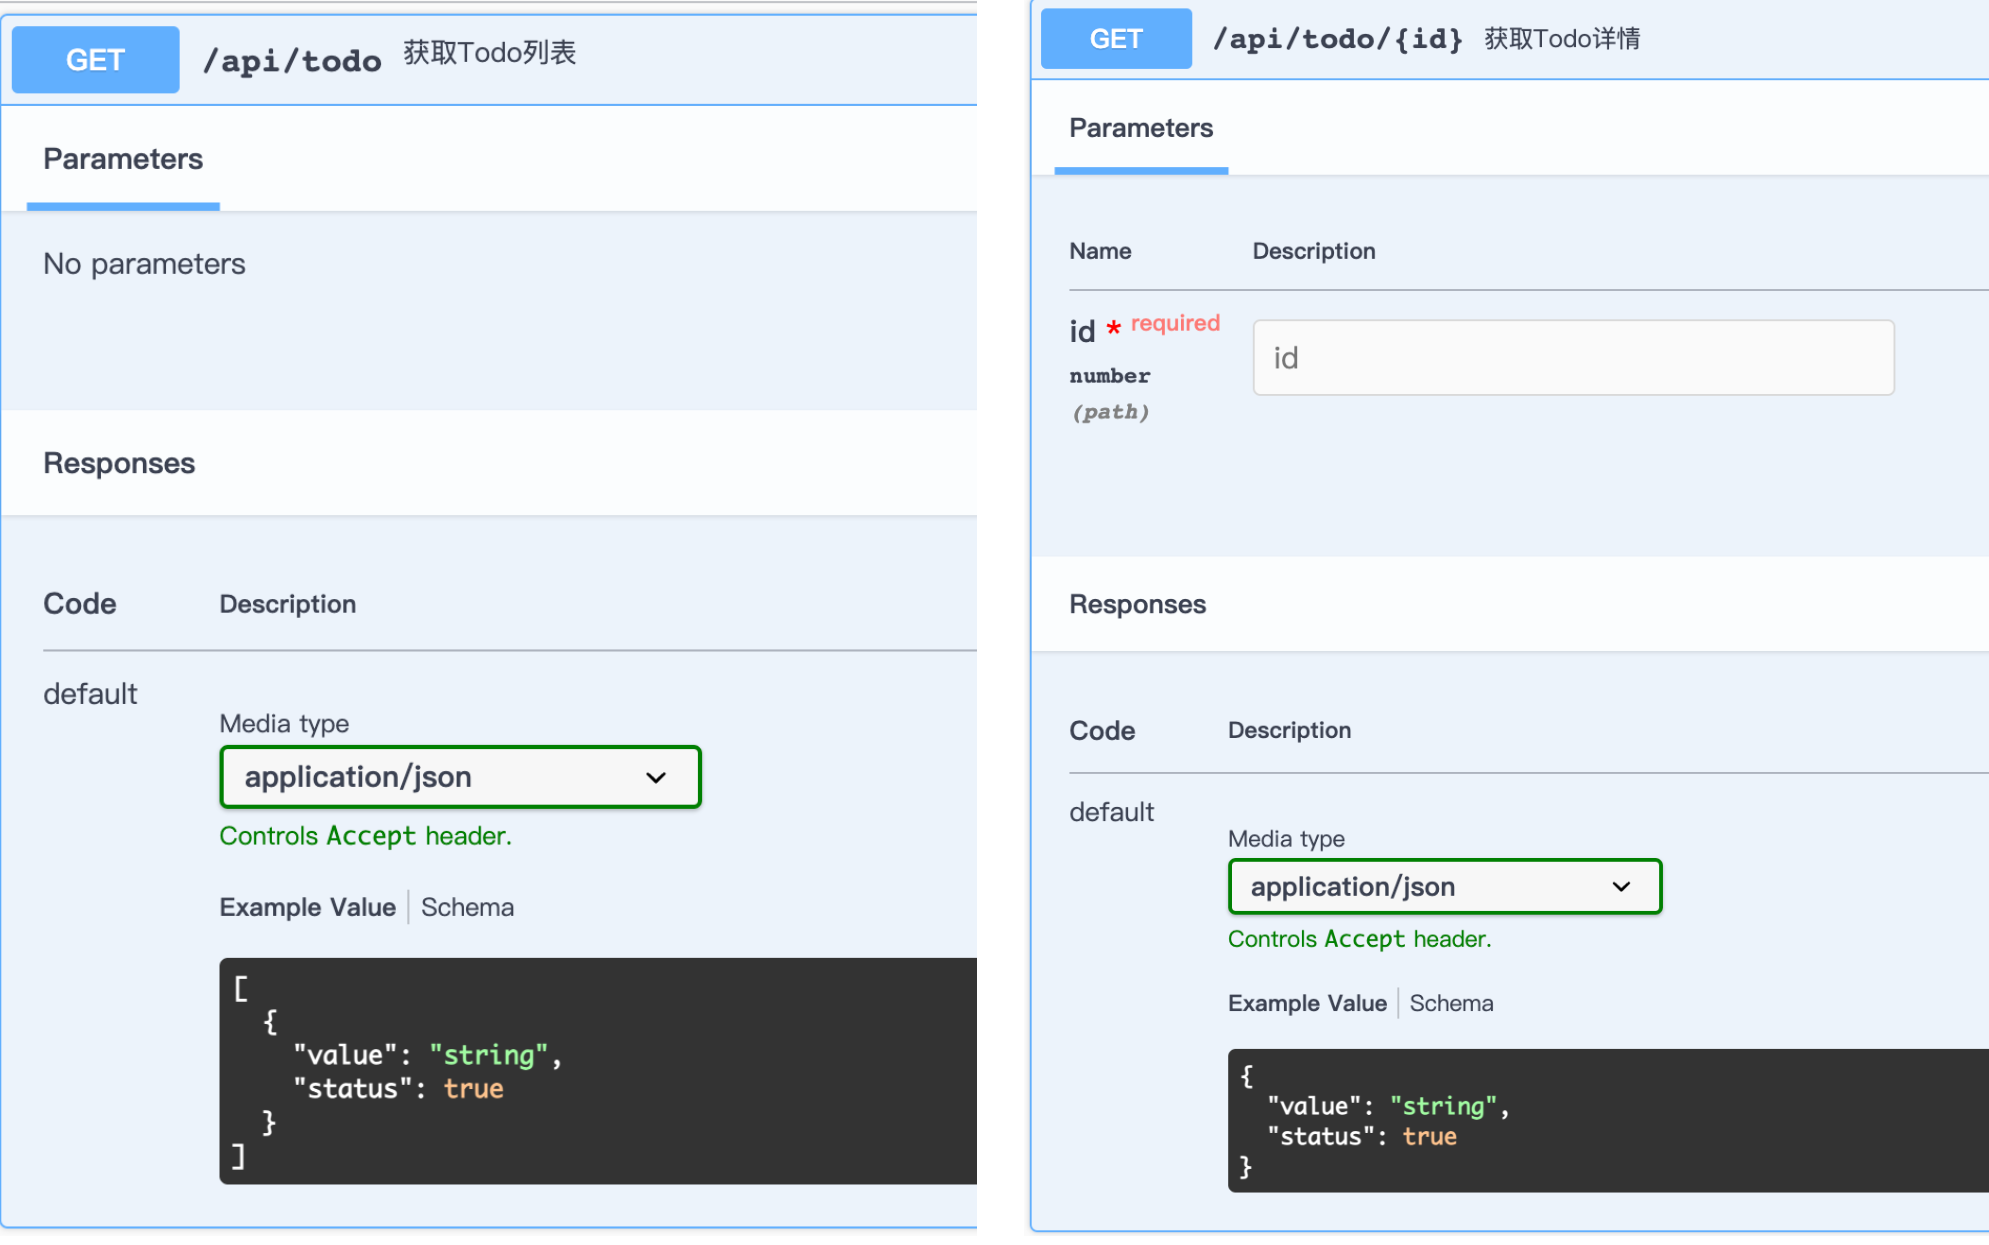 GET /api/todo 获取Todo列表
Parameters
No parameters
Responses
Code Description
default
Media type
application/json
Controls Accept header.
Example Value Schema
[
{
"value": "string",
"status": true
}
]
GET /api/todo/{id} 获取Todo详情
Parameters
Name Description
id * required
number
(path)
id
Responses
Code Description
default
Media type
application/json
Controls Accept header.
Example Value Schema
{
"value": "string",
"status": true
}